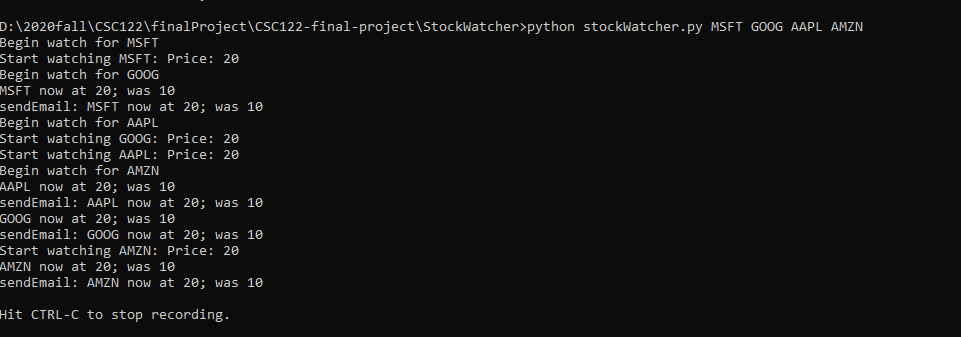 D:\2020fall\CSC122\finalProject\CSC122-final-project\StockWatcher>python stockWatcher.py MSFT GOOG AAPL AMZN
Begin watch for MSFT
Start watching MSFT: Price: 20
Begin watch for GOOG
MSFT now at 20; was 10
sendEmail: MSFT now at 20; was 10
Begin watch for AAPL
Start watching GOOG: Price: 20
Start watching AAPL: Price: 20
Begin watch for AMZN
AAPL now at 20; was 10
sendEmail: AAPL now at 20; was 10
GOOG now at 20; was 10
sendEmail: GOOG now at 20; was 10
Start watching AMZN: Price: 20
AMZN now at 20; was 10
sendEmail: AMZN now at 20; was 10
Hit CTRL-C to stop recording.